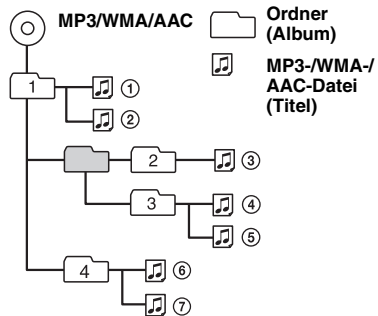 MP3/WMA/AAC
Ordner
(Album)
MP3-/WMA-/
AAC-Datei
(Titel)
1
①
②
2
③
3
④
⑤
4
⑥
⑦